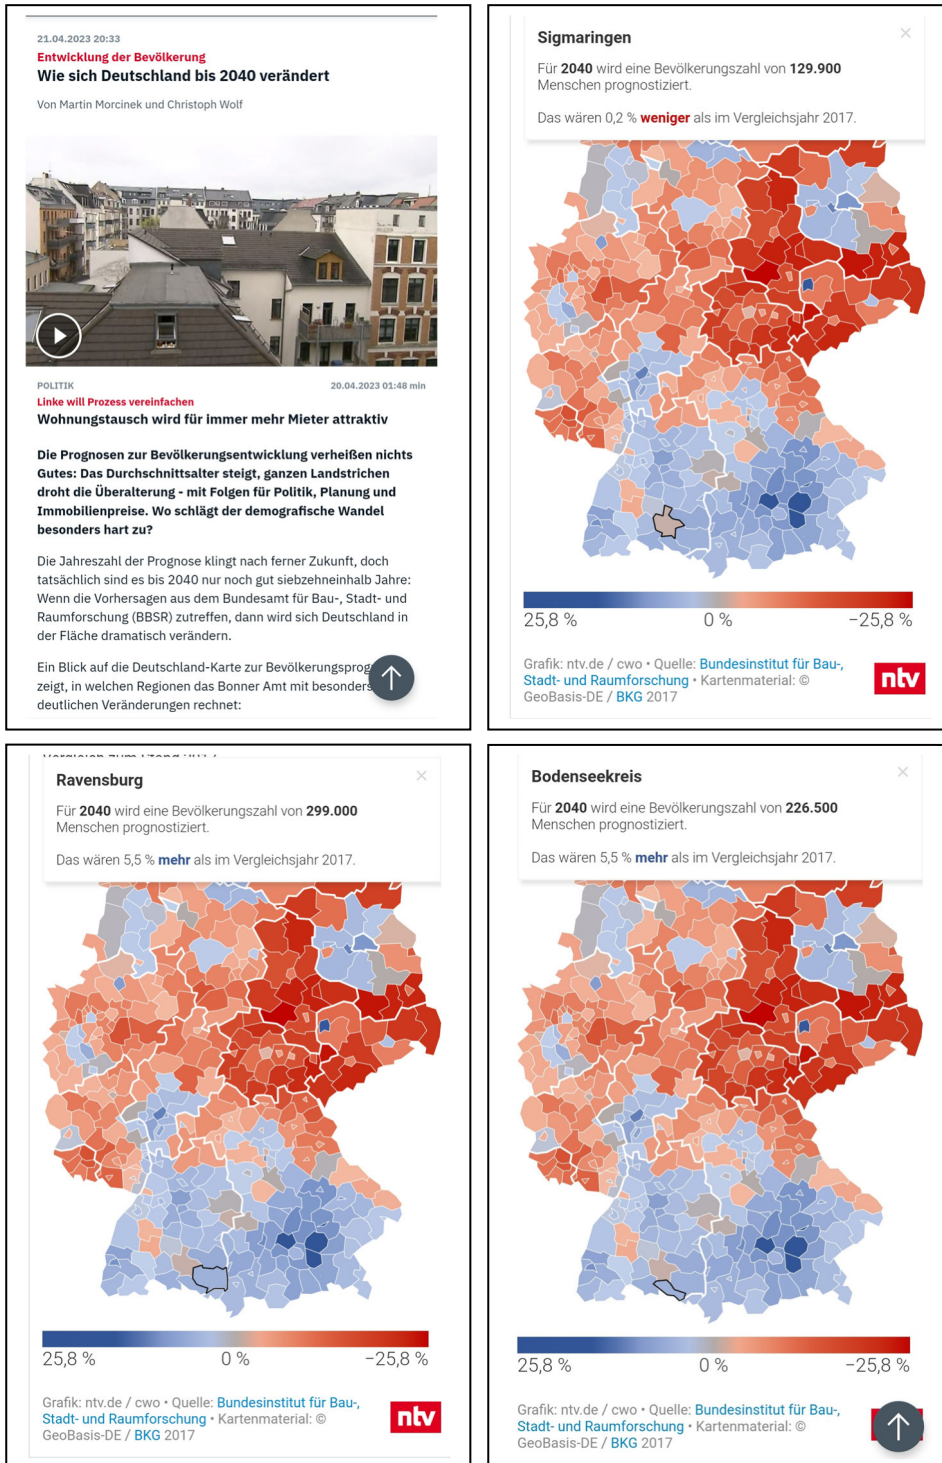 21.04.2023 20:33
Entwicklung der Bevölkerung
Wie sich Deutschland bis 2040 verändert
Von Martin Morcinek und Christoph Wolf
POLITIK
20.04.2023 01:48 min
Linke will Prozess vereinfachen
Wohnungstausch wird für immer mehr Mieter attraktiv
Die Prognosen zur Bevölkerungsentwicklung verheißen nichts
Gutes: Das Durchschnittsalter steigt, ganzen Landstrichen
droht die Überalterung - mit Folgen für Politik, Planung und
Immobilienpreise. Wo schlägt der demografische Wandel
besonders hart zu?
Die Jahreszahl der Prognose klingt nach ferner Zukunft, doch
tatsächlich sind es bis 2040 nur noch gut siebzehneinhalb Jahre:
Wenn die Vorhersagen aus dem Bundesamt für Bau-, Stadt- und
Raumforschung (BBSR) zutreffen, dann wird sich Deutschland in
der Fläche dramatisch verändern.
Ein Blick auf die Deutschland-Karte zur
zeigt, in welchen Regionen das Bonner Amt mit besonders
deutlichen Veränderungen rechnet:
Sigmaringen
Für 2040 wird eine Bevölkerungszahl von 129.900
Menschen prognostiziert.
Das wären 0,2 % weniger als im Vergleichsjahr 2017.
25,8 % 0 % −25,8 %
Grafik: ntv.de / cwo • Quelle: Bundesinstitut für Bau-,
Stadt- und Raumforschung • Kartenmaterial: ©
GeoBasis-DE / BKG 2017
ntv
Ravensburg
Für 2040 wird eine Bevölkerungszahl von 299.000
Menschen prognostiziert.
Das wären 5,5 % mehr als im Vergleichsjahr 2017.
25,8 % 0 % −25,8 %
Grafik: ntv.de / cwo • Quelle: Bundesinstitut für Bau-,
Stadt- und Raumforschung • Kartenmaterial: ©
GeoBasis-DE / BKG 2017
ntv
Bodenseekreis
Für 2040 wird eine Bevölkerungszahl von 226.500
Menschen prognostiziert.
Das wären 5,5 % mehr als im Vergleichsjahr 2017.
25,8 % 0 % −25,8 %
Grafik: ntv.de / cwo • Quelle: Bundesinstitut für Bau-,
Stadt- und Raumforschung • Kartenmaterial: ©
GeoBasis-DE / BKG 2017